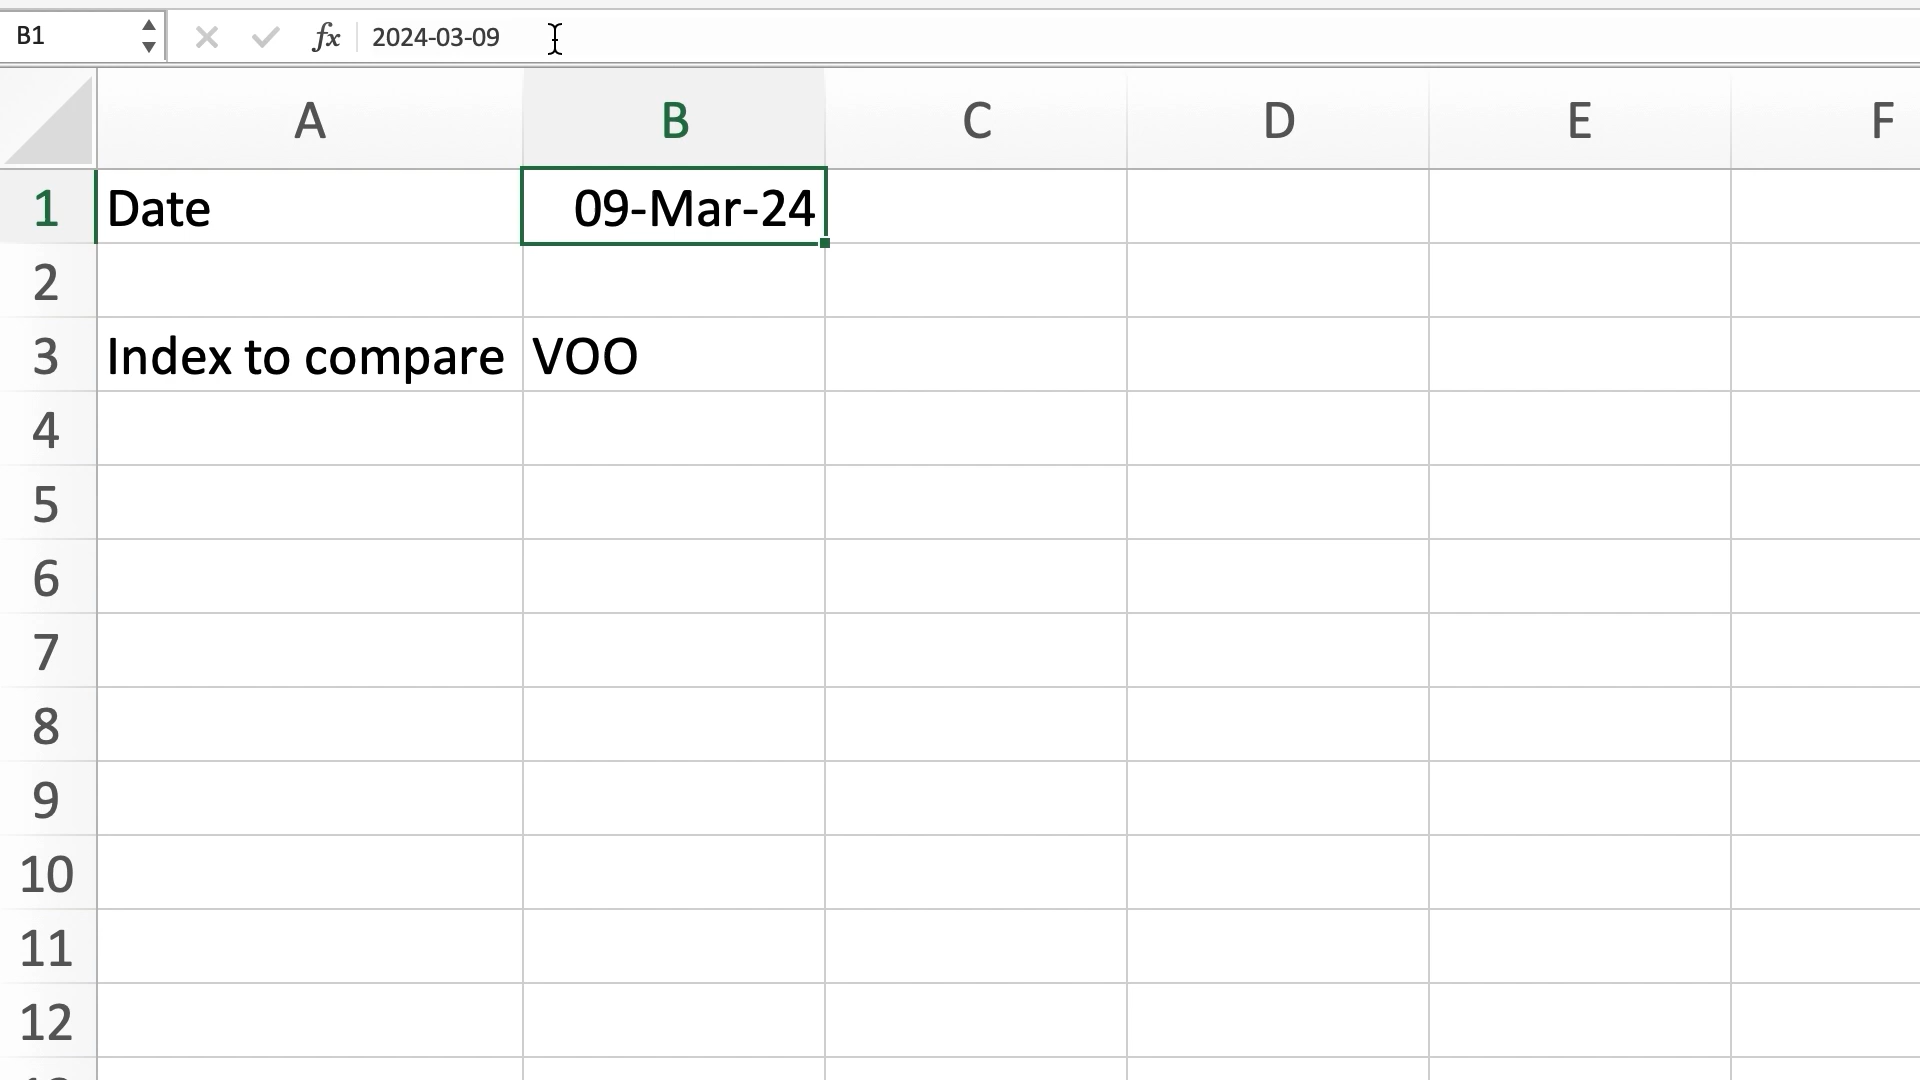 B1 fx 2024-03-09
A B C D E F
1 Date 09-Mar-24
2
3 Index to compare VOO
4
5
6
7
8
9
10
11
12